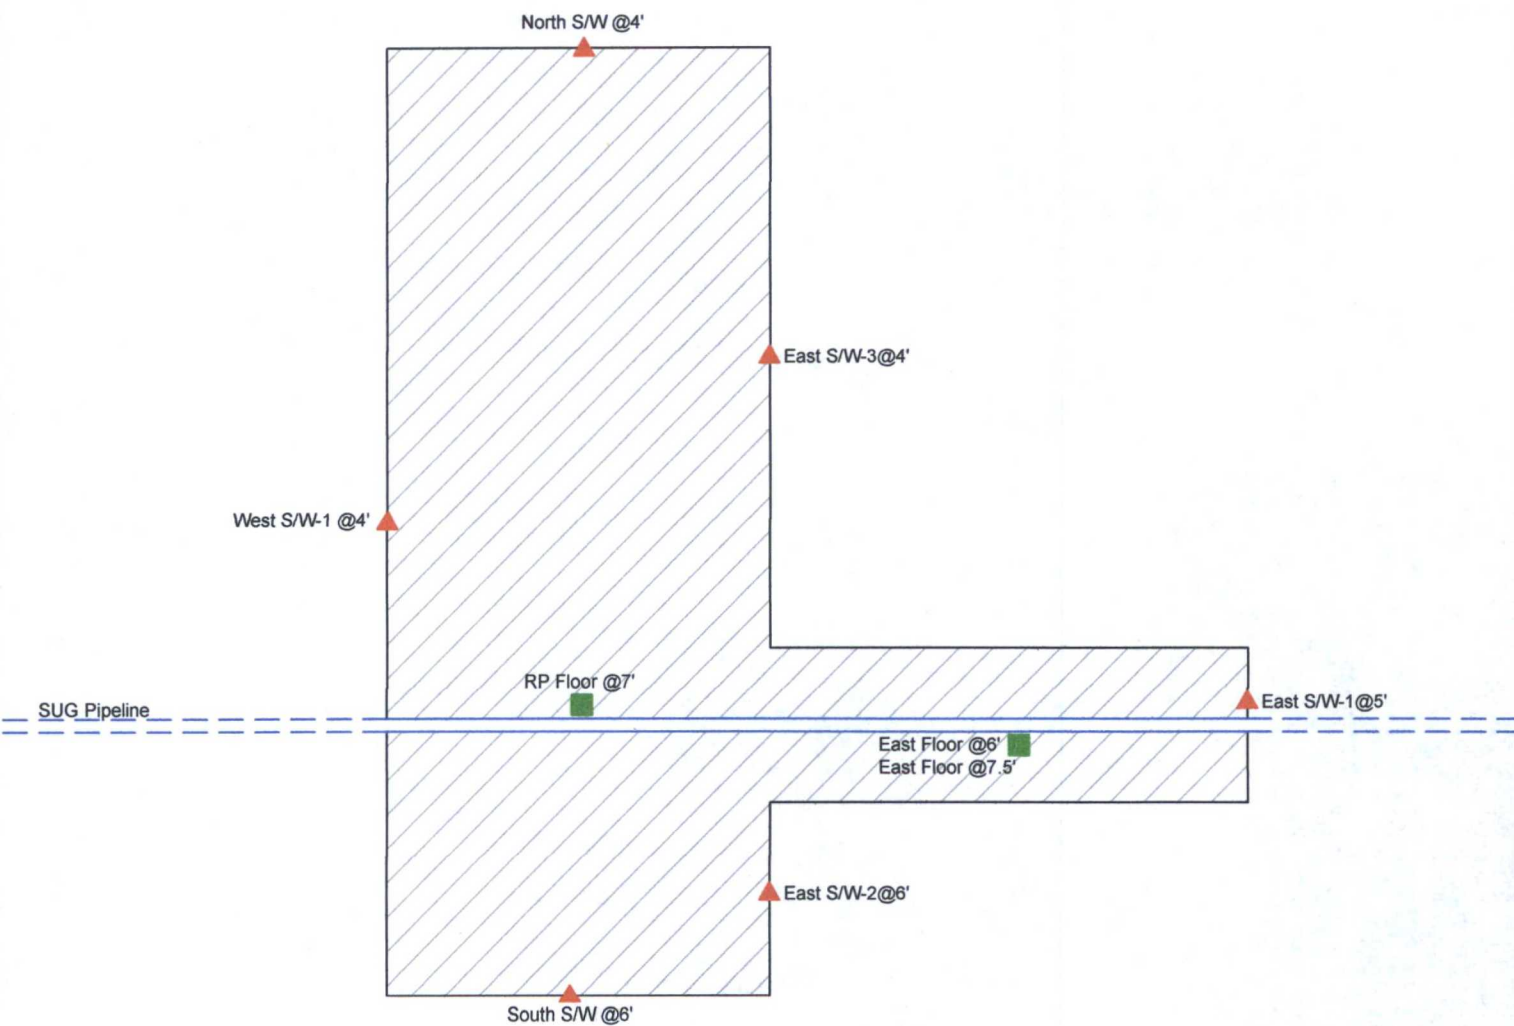 North S/W @4'
East S/W-3@4'
West S/W-1 @4'
RP Floor @7'
East S/W-1@5'
SUG Pipeline
East Floor @6'
East Floor @7.5'
East S/W-2@6'
South S/W @6'